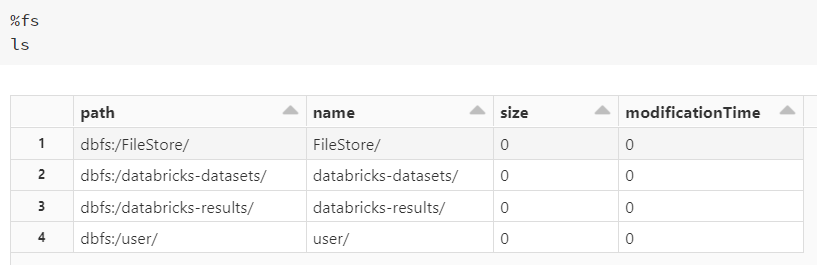 %fs
ls
path name size modificationTime
1 dbfs:/FileStore/ FileStore/ 0 0
2 dbfs:/databricks-datasets/ databricks-datasets/ 0 0
3 dbfs:/databricks-results/ databricks-results/ 0 0
4 dbfs:/user/ user/ 0 0